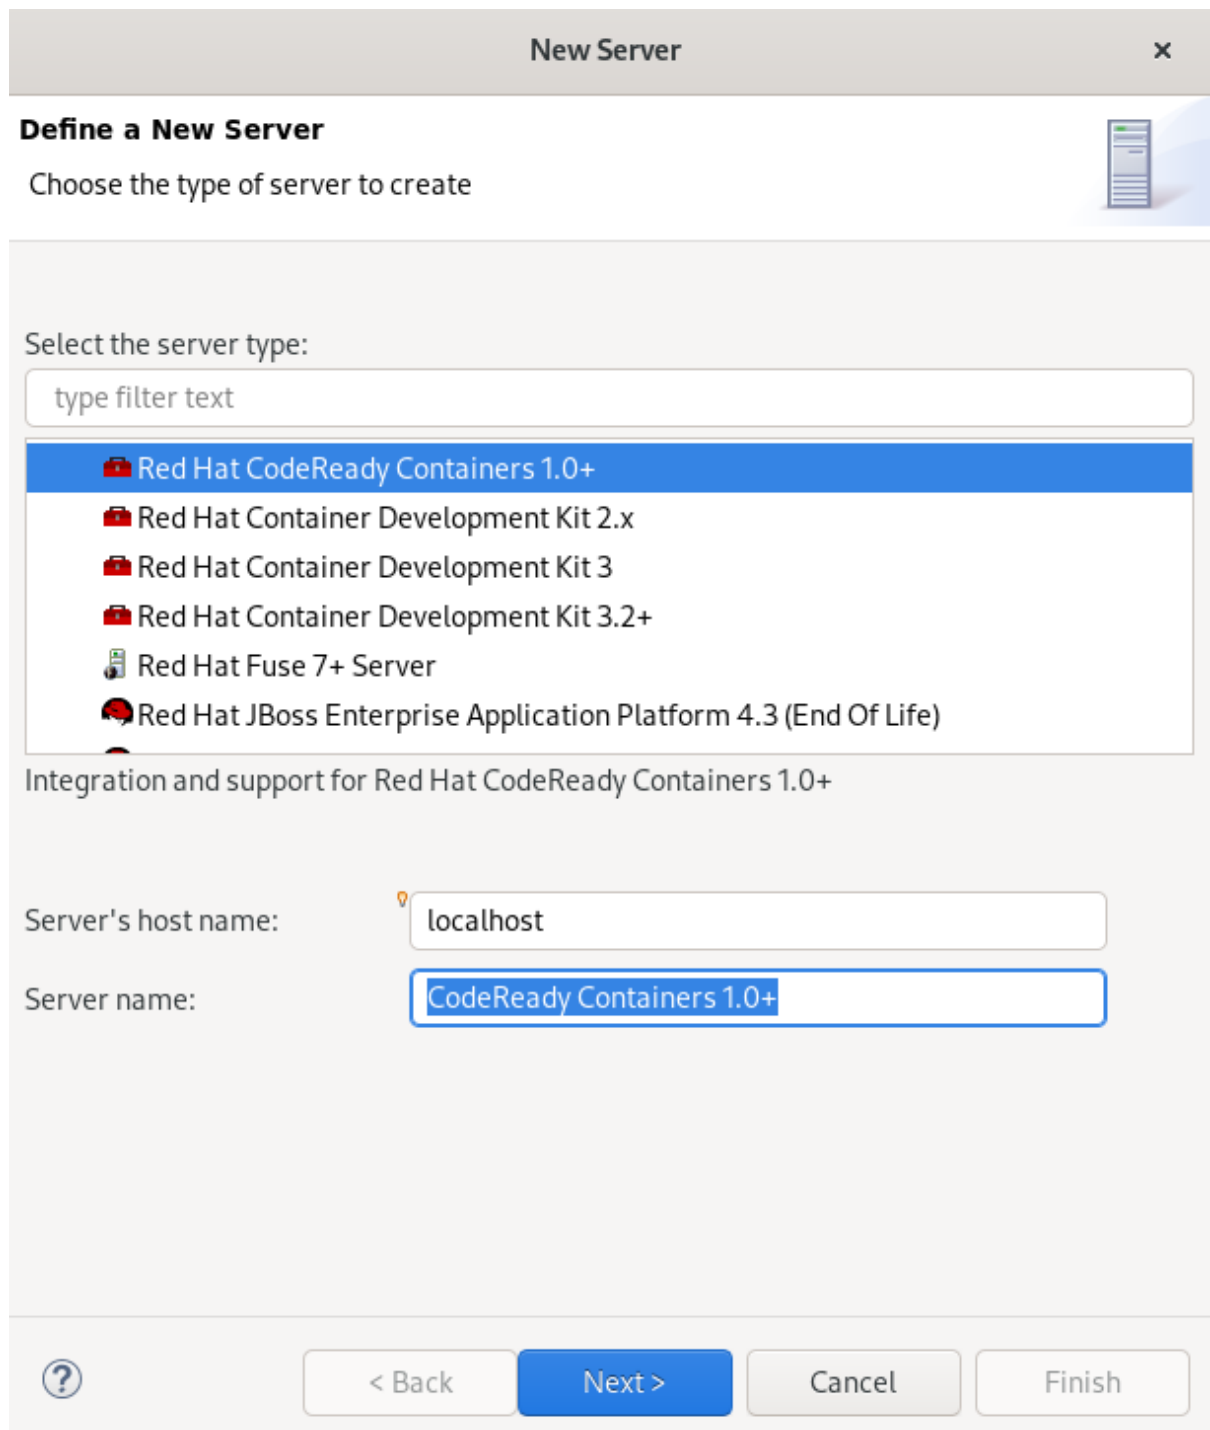 New Server
×
Define a New Server
Choose the type of server to create
Select the server type:
type filter text
Red Hat CodeReady Containers 1.0+
Red Hat Container Development Kit 2.x
Red Hat Container Development Kit 3
Red Hat Container Development Kit 3.2+
Red Hat Fuse 7+ Server
Red Hat JBoss Enterprise Application Platform 4.3 (End Of Life)
Integration and support for Red Hat CodeReady Containers 1.0+
Server's host name: localhost
Server name: CodeReady Containers 1.0+
? < Back Next > Cancel Finish